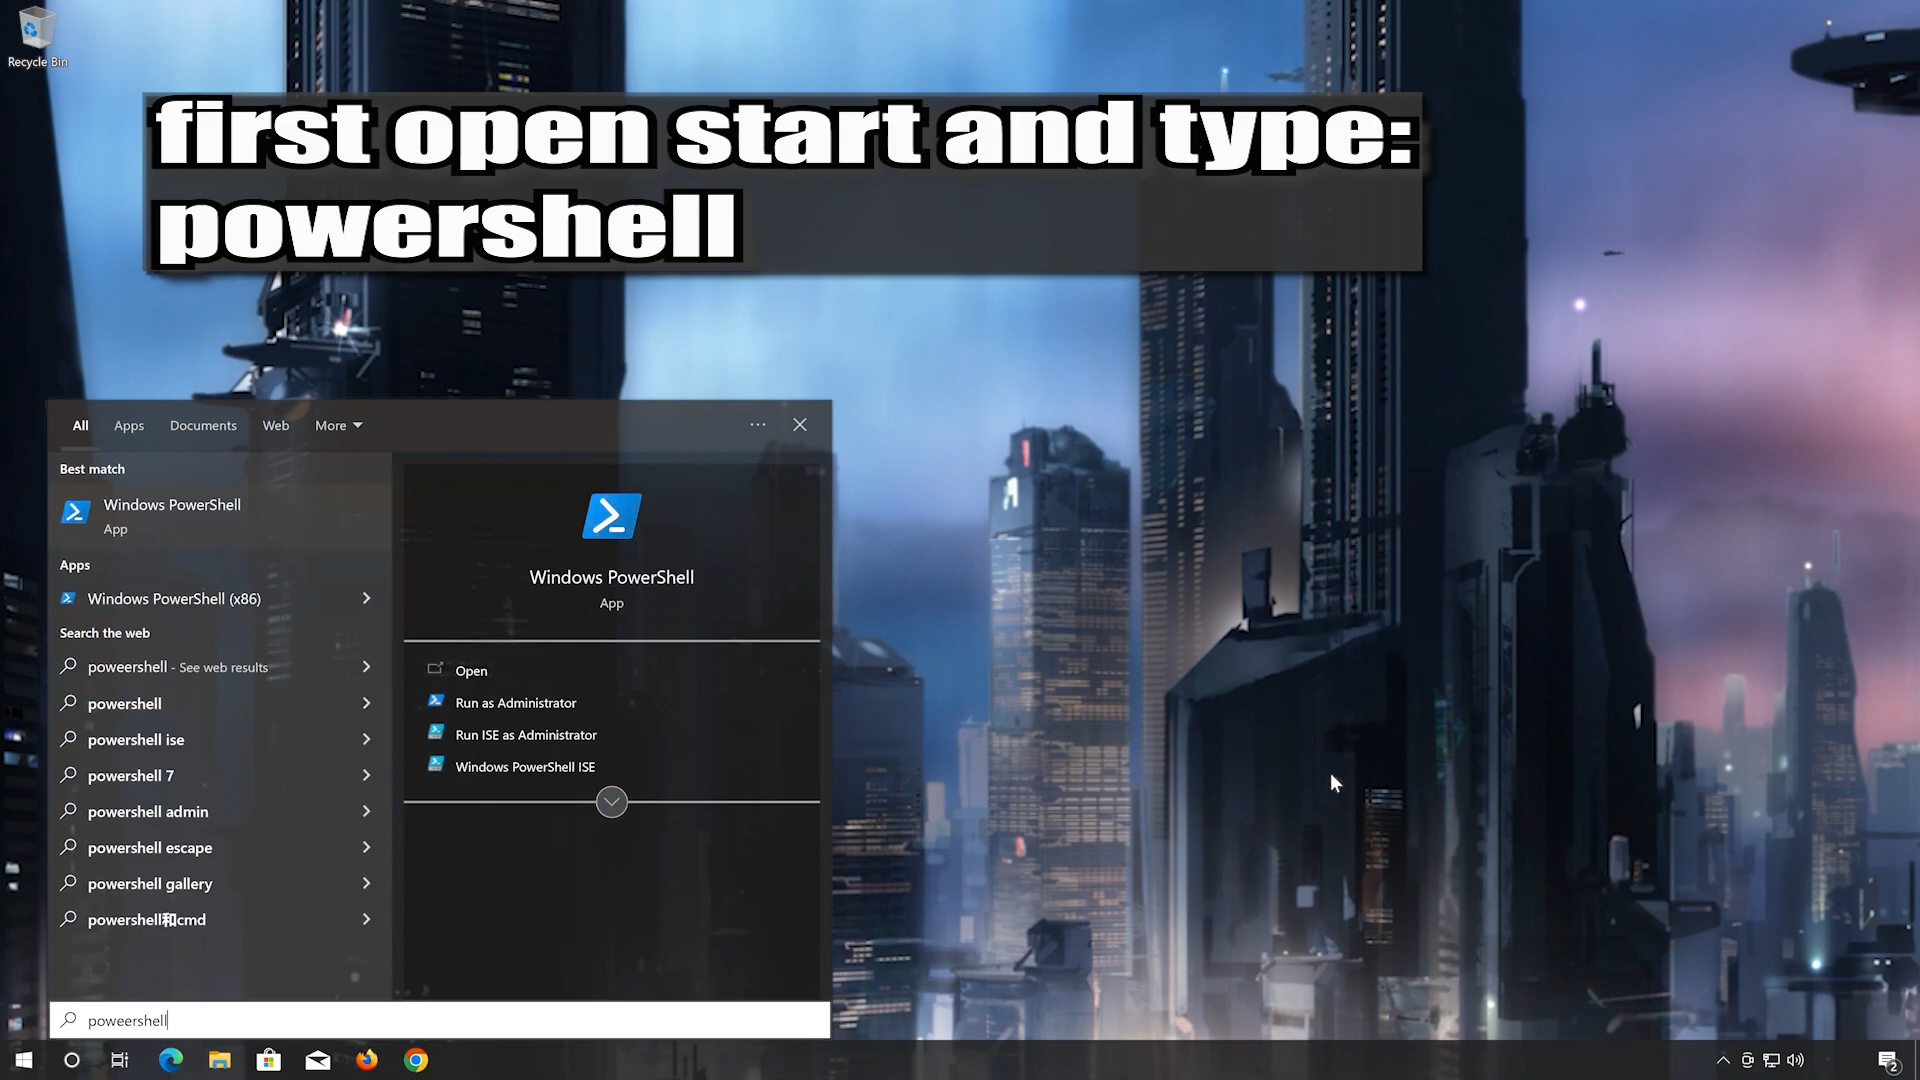 Recycle Bin
first open start and type:
powershell
All Apps Documents Web More
Best match
Windows PowerShell
App
Apps
Windows PowerShell (x86)
Search the web
poweershell - See web results
powershell
powershell ise
powershell 7
powershell admin
powershell escape
powershell gallery
powershell和cmd
Windows PowerShell
App
Open
Run as Administrator
Run ISE as Administrator
Windows PowerShell ISE
poweershell
2